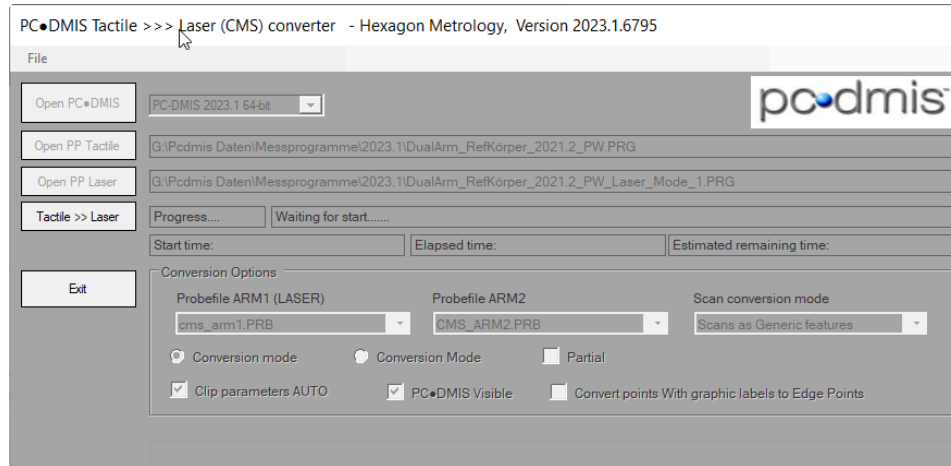 PC●DMIS Tactile >>> Laser (CMS) converter - Hexagon Metrology, Version 2023.1.6795
File
Open PC●DMIS
PC-DMIS 2023.1 64-bit
pcdmis™
Open PP Tactile
G:\Pcdmis Daten\Messprogramme\2023.1\DualArm_RefKörper_2021.2_PW.PRG
Open PP Laser
G:\Pcdmis Daten\Messprogramme\2023.1\DualArm_RefKörper_2021.2_PW_Laser_Mode_1.PRG
Tactile >> Laser
Progress....
Waiting for start.......
Start time:
Elapsed time:
Estimated remaining time:
Exit
Conversion Options
Probefile ARM1 (LASER)
Probefile ARM2
Scan conversion mode
cms_arm1.PRB
CMS_ARM2.PRB
Scans as Generic features
Conversion mode
Conversion Mode
Partial
Clip parameters AUTO
PC●DMIS Visible
Convert points With graphic labels to Edge Points